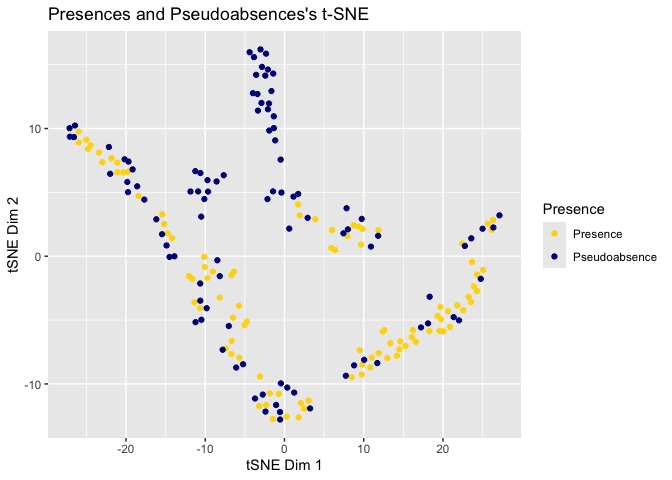 Presences and Pseudoabsences's t-SNE
tSNE Dim 2
10
0
-10
-20
-10
0
10
20
tSNE Dim 1
Presence
Presence
Pseudoabsence